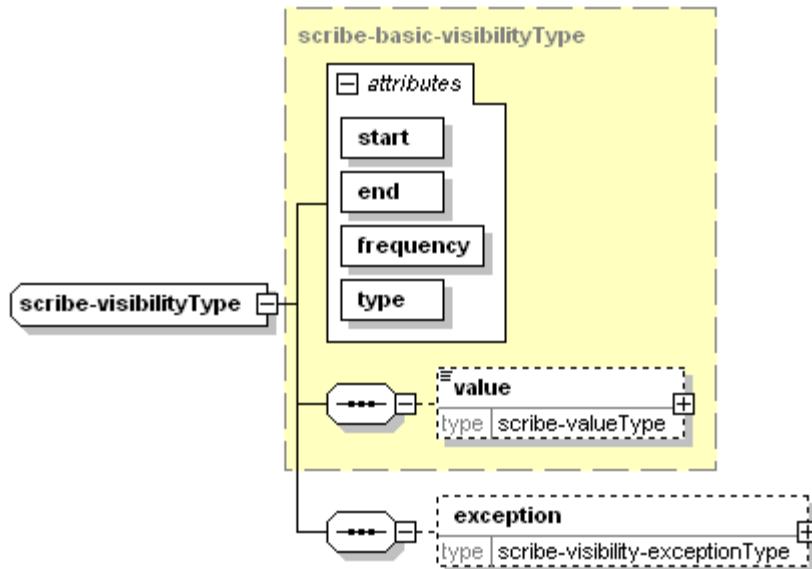 scribe-basic-visibilityType
attributes
start
end
frequency
type
scribe-visibilityType
value
type scribe-valueType
exception
type scribe-visibility-exceptionType